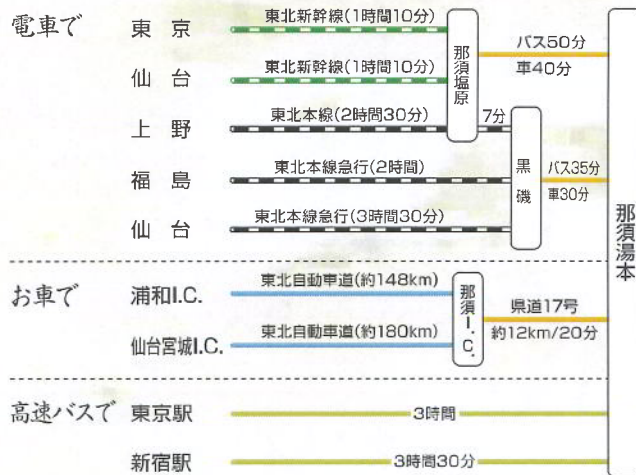 電車で
東京 東北新幹線(1時間10分)
那須塩原
バス50分
車40分
仙台 東北新幹線(1時間10分)
上野 東北本線(2時間30分) 7分
黒磯
バス35分
車30分
福島 東北本線急行(2時間)
仙台 東北本線急行(3時間30分)
那須湯本
お車で
浦和I.C. 東北自動車道(約148km)
那須I.C.
県道17号
約12km/20分
仙台宮城I.C. 東北自動車道(約180km)
高速バスで
東京駅 3時間
新宿駅 3時間30分